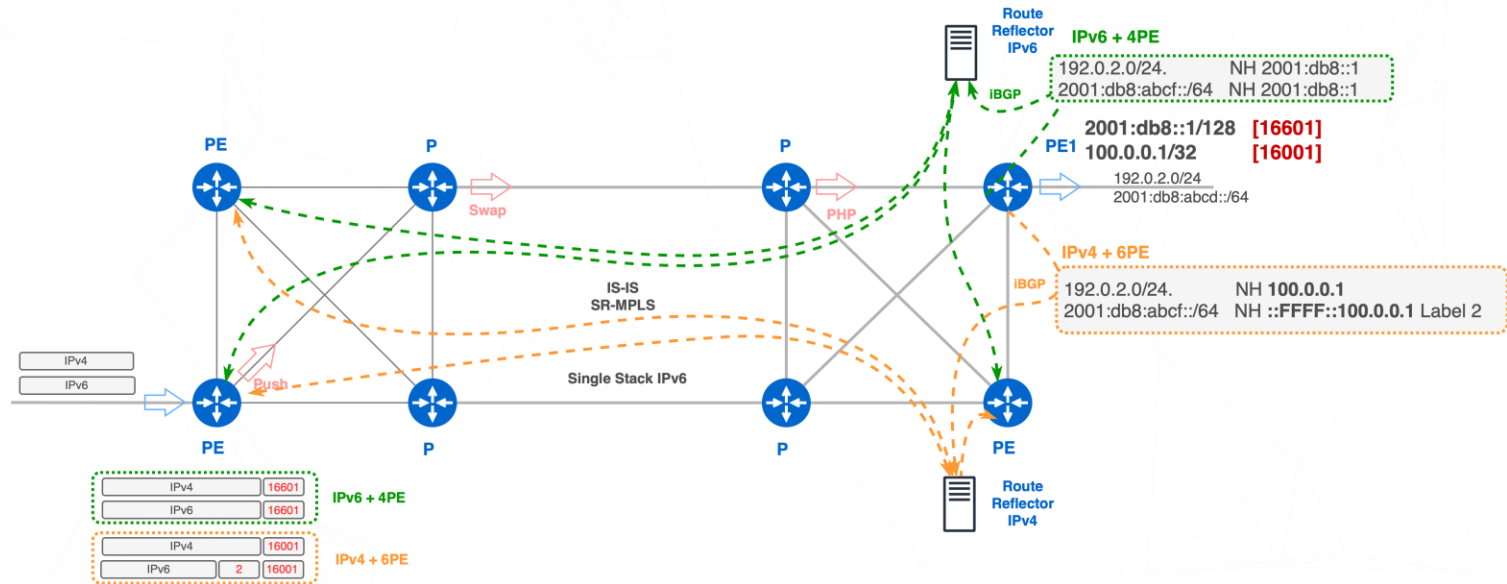 Route
Reflector
IPv6
IPv6 + 4PE
192.0.2.0/24. NH 2001:db8::1
2001:db8:abcf::/64 NH 2001:db8::1
iBGP
2001:db8::1/128 [16601]
100.0.0.1/32 [16001]
PE
P
P
PE1
192.0.2.0/24
2001:db8:abcd::/64
Swap
PHP
IPv4 + 6PE
iBGP
192.0.2.0/24. NH 100.0.0.1
2001:db8:abcf::/64 NH ::FFFF::100.0.0.1 Label 2
IS-IS
SR-MPLS
IPv4
IPv6
Push
Single Stack IPv6
PE
P
P
PE
IPv4 16601
IPv6 16601
IPv6 + 4PE
IPv4 16001
IPv6 2 16001
IPv4 + 6PE
Route
Reflector
IPv4